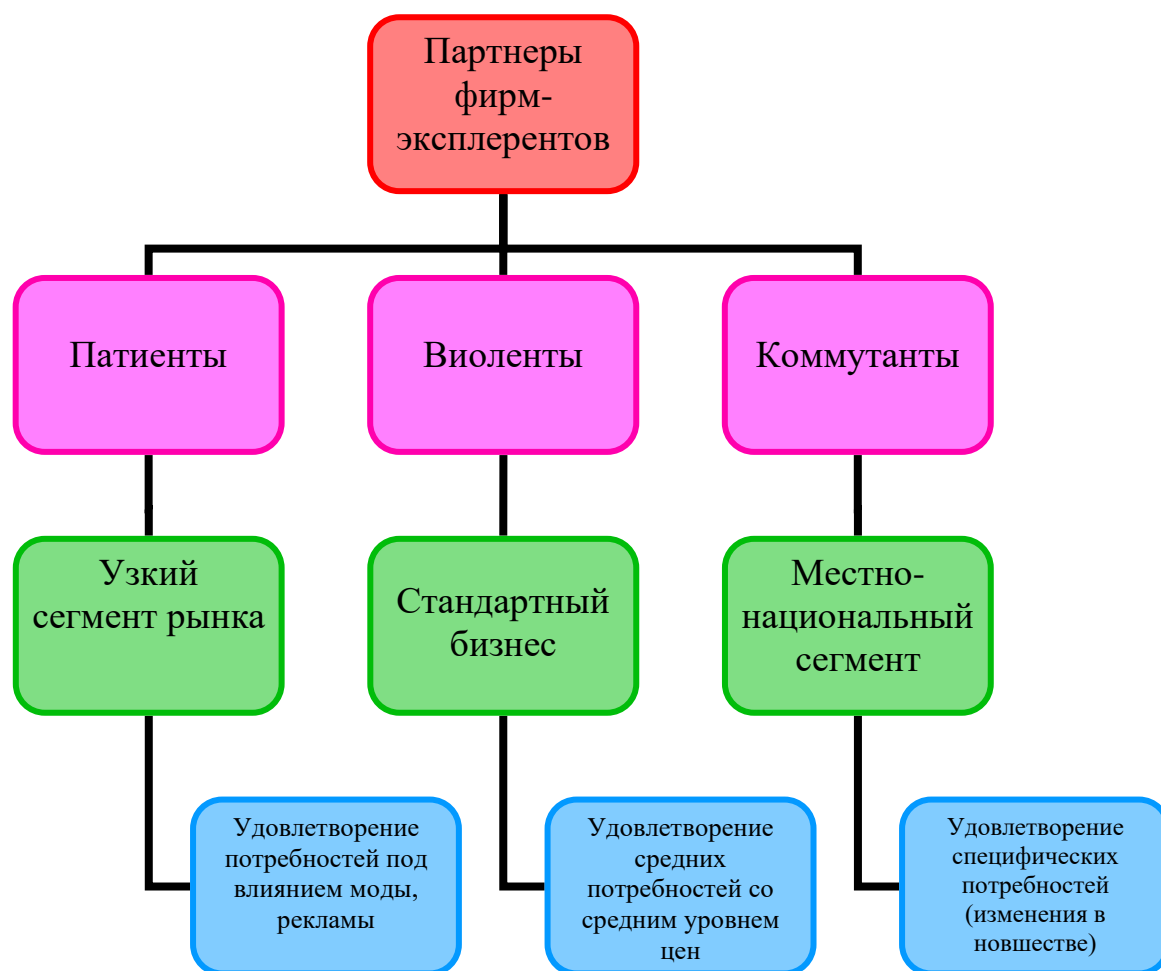 Партнеры
фирм-
эксплерентов
Патиенты
Виоленты
Коммутанты
Узкий
сегмент рынка
Стандартный
бизнес
Местно-
национальный
сегмент
Удовлетворение
потребностей под
влиянием моды,
рекламы
Удовлетворение
средних
потребностей со
средним уровнем
цен
Удовлетворение
специфических
потребностей
(изменения в
новшестве)